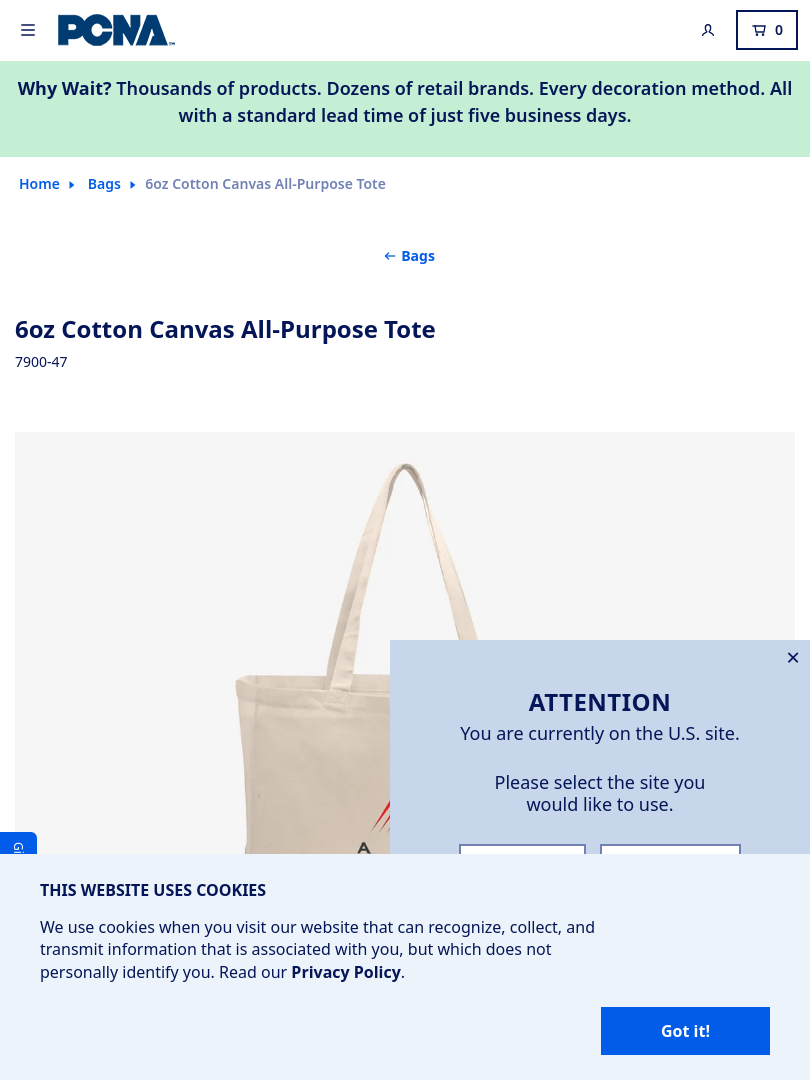 PCNA
0
Why Wait? Thousands of products. Dozens of retail brands. Every decoration method. All
with a standard lead time of just five business days.
Home
Bags
6oz Cotton Canvas All-Purpose Tote
← Bags
6oz Cotton Canvas All-Purpose Tote
7900-47
ATTENTION
You are currently on the U.S. site.
Please select the site you
would like to use.
THIS WEBSITE USES COOKIES
We use cookies when you visit our website that can recognize, collect, and
transmit information that is associated with you, but which does not
personally identify you. Read our Privacy Policy.
Got it!